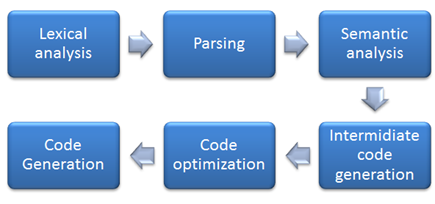 Lexical
analysis
Parsing
Semantic
analysis
Intermidiate
code
generation
Code
optimization
Code
Generation